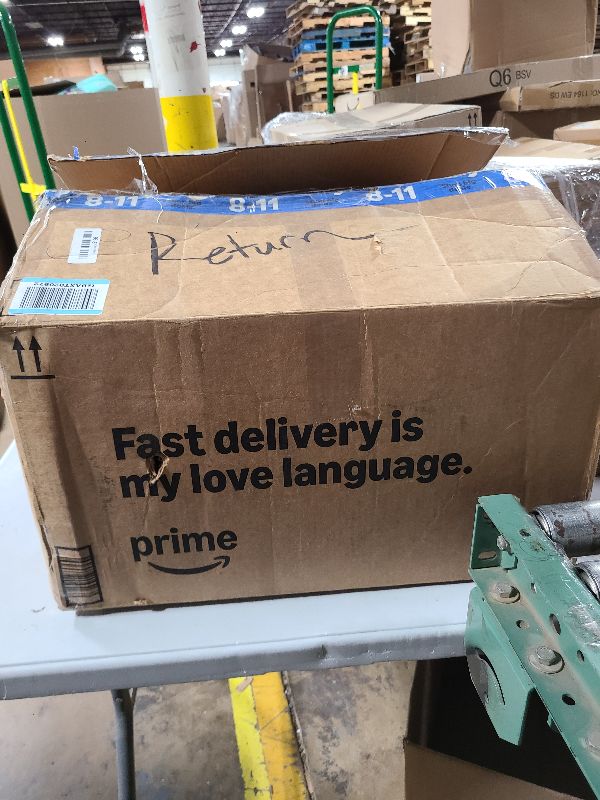 Q6 BSV
8-11 8-11 8-11
Return
Fast delivery is
my love language.
prime